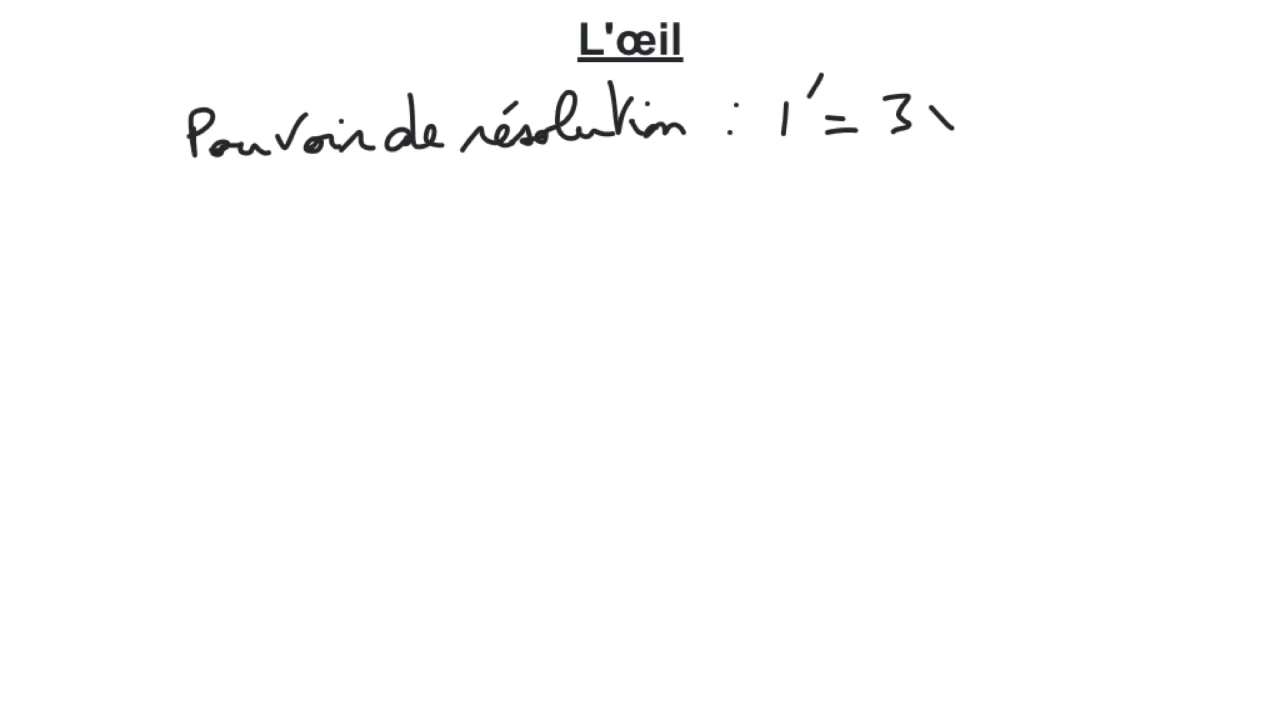 L'œil
Pouvoir de résolution : 1' = 3 \